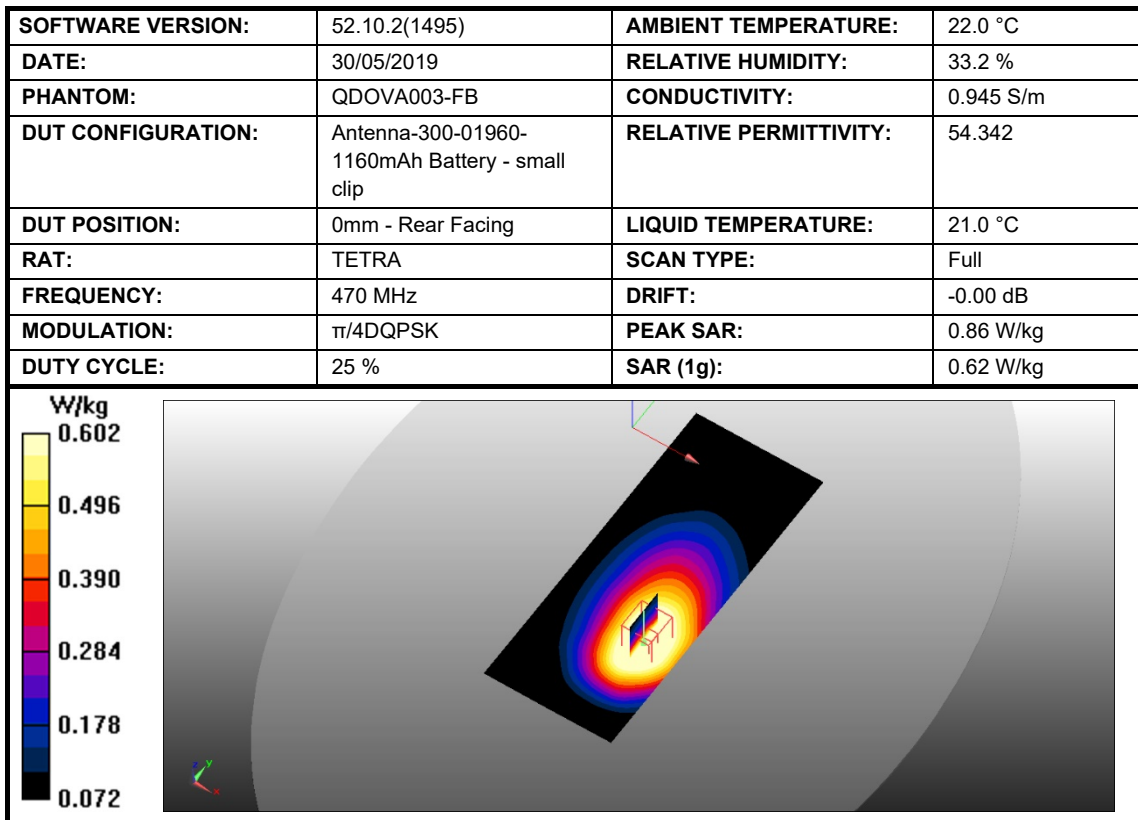 SOFTWARE VERSION: 52.10.2(1495) AMBIENT TEMPERATURE: 22.0 °C
DATE: 30/05/2019 RELATIVE HUMIDITY: 33.2 %
PHANTOM: QDOVA003-FB CONDUCTIVITY: 0.945 S/m
DUT CONFIGURATION: Antenna-300-01960- RELATIVE PERMITTIVITY: 54.342
1160mAh Battery - small
clip
DUT POSITION: 0mm - Rear Facing LIQUID TEMPERATURE: 21.0 °C
RAT: TETRA SCAN TYPE: Full
FREQUENCY: 470 MHz DRIFT: -0.00 dB
MODULATION: π/4DQPSK PEAK SAR: 0.86 W/kg
DUTY CYCLE: 25 % SAR (1g): 0.62 W/kg
W/kg
0.602
0.496
0.390
0.284
0.178
0.072
z y
x